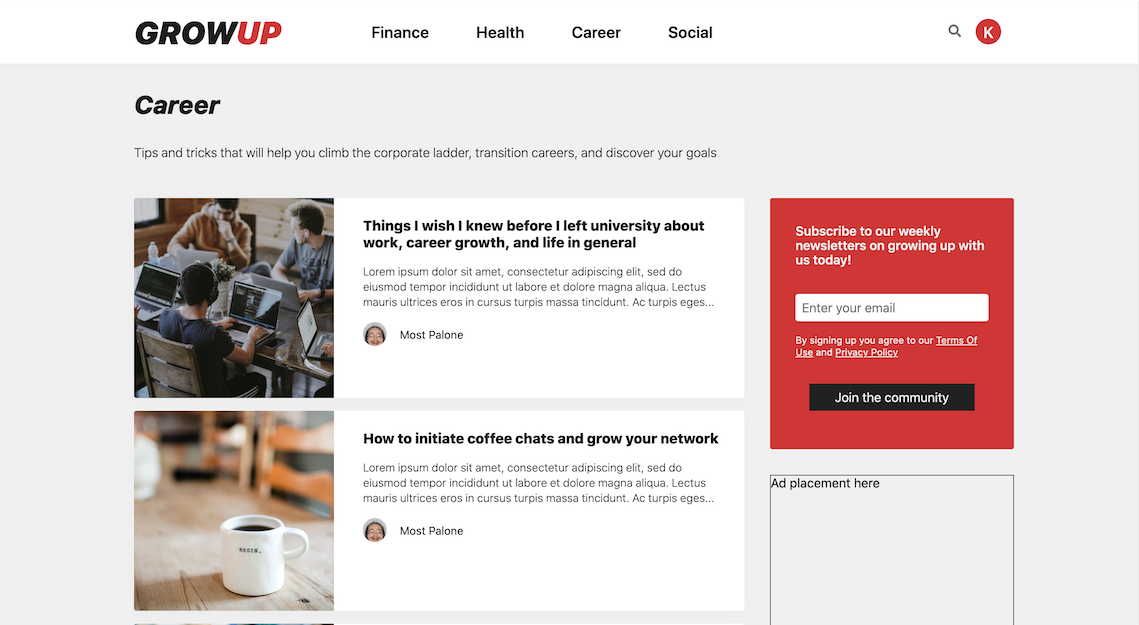 GROWUP
Finance Health Career Social
K
Career
Tips and tricks that will help you climb the corporate ladder, transition careers, and discover your goals
Things I wish I knew before I left university about
work, career growth, and life in general
Lorem ipsum dolor sit amet, consectetur adipiscing elit, sed do
eiusmod tempor incididunt ut labore et dolore magna aliqua. Lectus
mauris ultrices eros in cursus turpis massa tincidunt. Ac turpis eges...
Most Palone
How to initiate coffee chats and grow your network
Lorem ipsum dolor sit amet, consectetur adipiscing elit, sed do
eiusmod tempor incididunt ut labore et dolore magna aliqua. Lectus
mauris ultrices eros in cursus turpis massa tincidunt. Ac turpis eges...
Most Palone
BEGIN.
Subscribe to our weekly
newsletters on growing up with
us today!
Enter your email
By signing up you agree to our Terms Of
Use and Privacy Policy
Join the community
Ad placement here